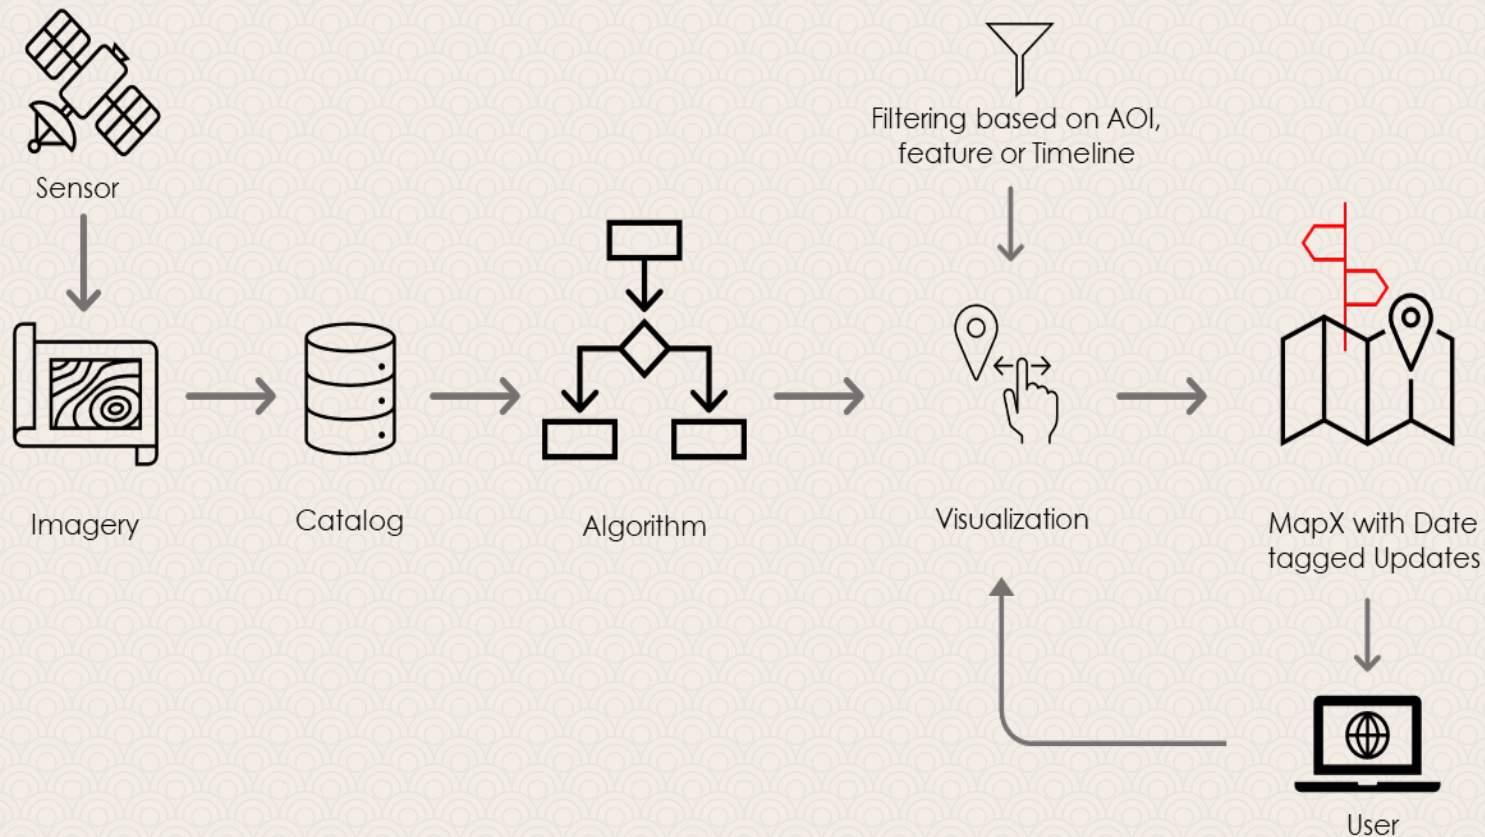 Filtering based on AOI,
feature or Timeline
Sensor
Imagery
Catalog
Algorithm
Visualization
MapX with Date
tagged Updates
User